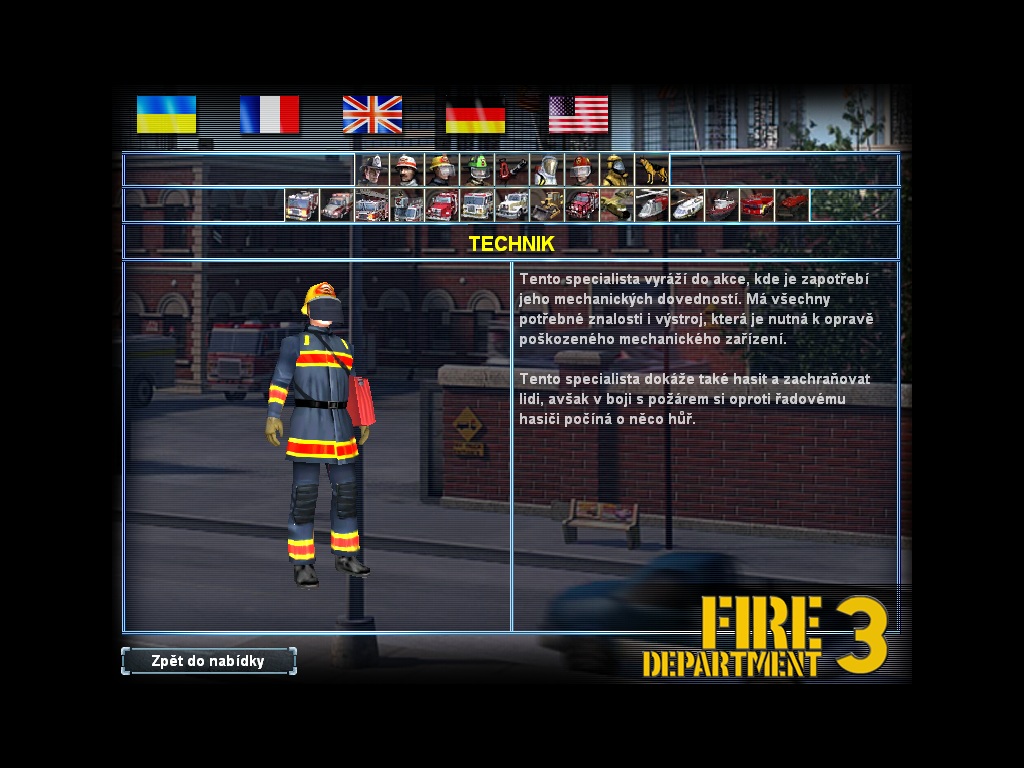 TECHNIK
Tento specialista vyráží do akce, kde je zapotřebí
jeho mechanických dovedností. Má všechny
potřebné znalosti i výstroj, která je nutná k opravě
poškozeného mechanického zařízení.
Tento specialista dokáže také hasit a zachraňovat
lidi, avšak v boji s požárem si oproti řadovému
hasiči počíná o něco hůř.
FIRE
DEPARTMENT 3
Zpět do nabídky